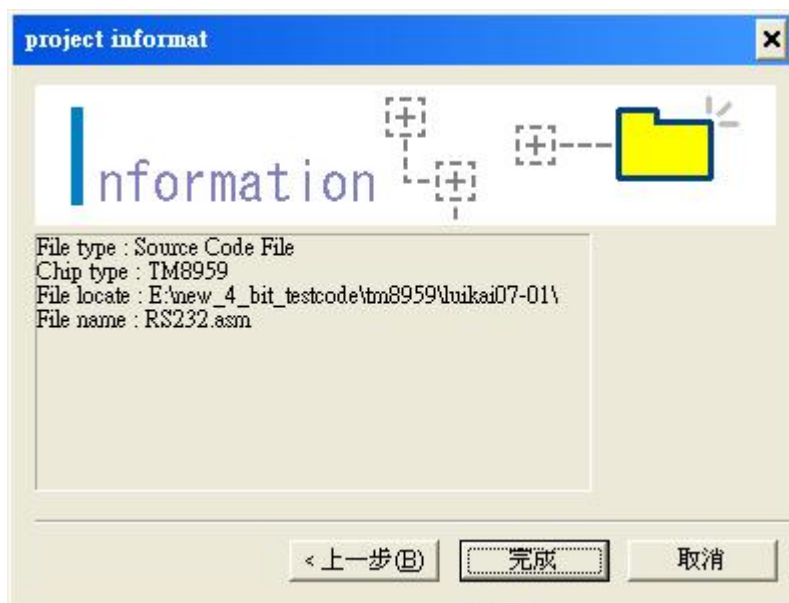 project informat
Information
File type : Source Code File
Chip type : TM8959
File locate : E:\new_4_bit_testcode\tm8959\luikai07-01\
File name : RS232.asm
< 上一步(B)
完成
取消